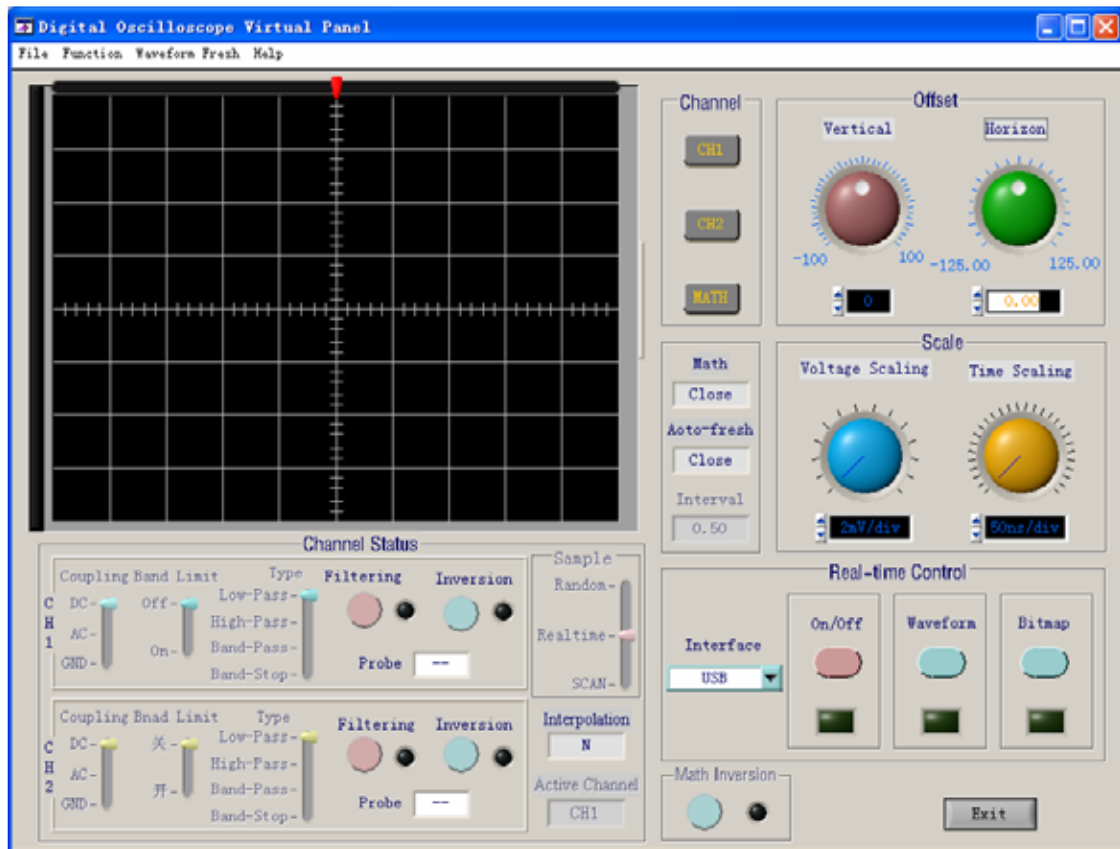 Digital Oscilloscope Virtual Panel
File Function Waveform Fresh Help
Channel
CH1
CH2
MATH
Offset
Vertical
Horizon
-100
100
-125.00
125.00
0
0.00
Math
Close
Aoto-fresh
Close
Interval
0.50
Scale
Voltage Scaling
Time Scaling
2mV/div
50ns/div
Channel Status
CH1
Coupling
DC
AC
GND
Band Limit
Off
On
Type
Low-Pass
High-Pass
Band-Pass
Band-Stop
Filtering
Inversion
Probe --
CH2
Coupling
DC
AC
GND
Bnad Limit
关
开
Type
Low-Pass
High-Pass
Band-Pass
Band-Stop
Filtering
Inversion
Probe --
Sample
Random
Realtime
SCAN
Interpolation
N
Active Channel
CH1
Real-time Control
Interface
USB
On/Off
Waveform
Bitmap
Math Inversion
Exit